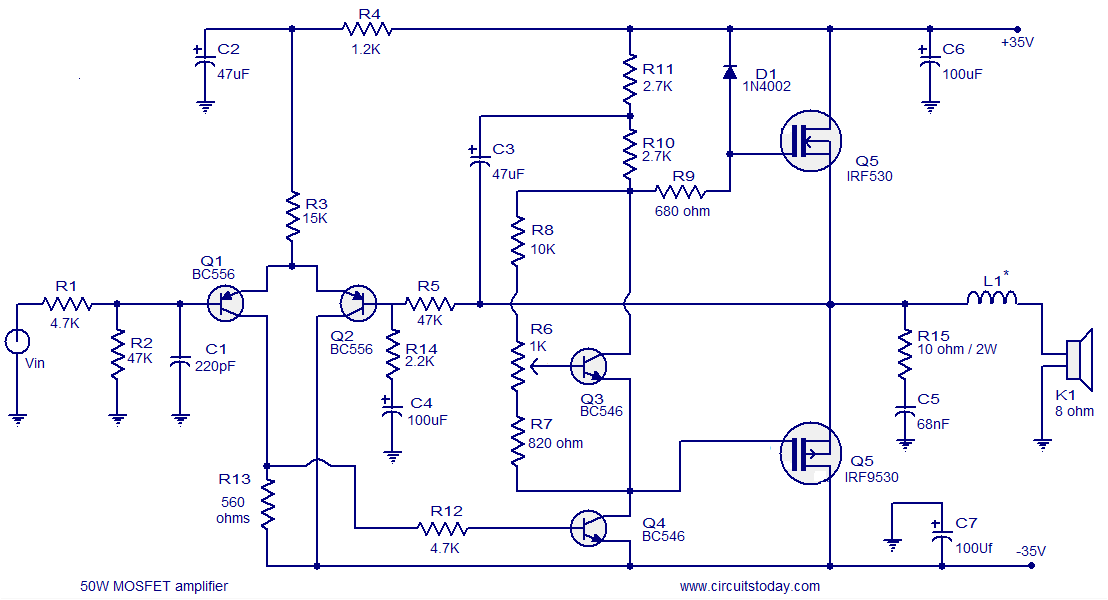 R4
1.2K
+35V
C2
47uF
C6
100uF
R11
2.7K
D1
1N4002
R10
2.7K
C3
47uF
Q5
IRF530
R9
680 ohm
R3
15K
R8
10K
Q1
BC556
R1
4.7K
R5
47K
L1*
R6
1K
Q2
BC556
R2
47K
C1
220pF
Vin
R14
2.2K
R15
10 ohm / 2W
Q3
BC546
K1
8 ohm
C4
100uF
C5
68nF
R7
820 ohm
Q5
IRF9530
R13
560
ohms
R12
4.7K
Q4
BC546
C7
100Uf
-35V
50W MOSFET amplifier
www.circuitstoday.com